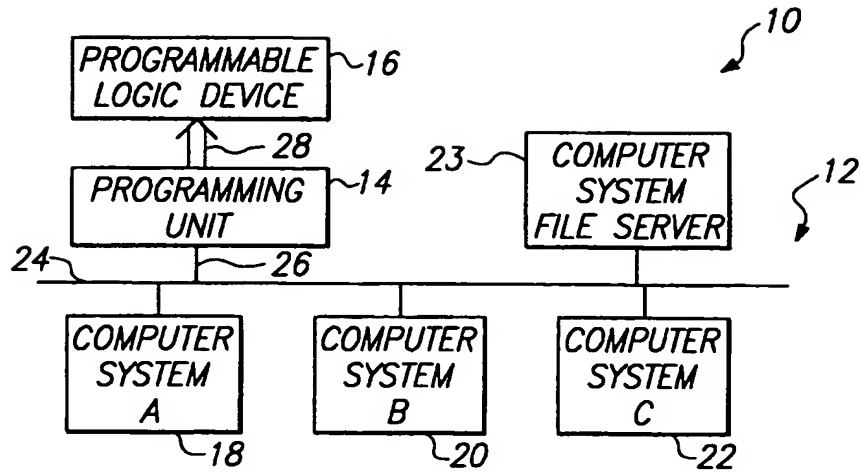 10
PROGRAMMABLE
LOGIC DEVICE
16
28
23
COMPUTER
SYSTEM
FILE SERVER
12
PROGRAMMING
UNIT
14
24
26
COMPUTER
SYSTEM
A
18
COMPUTER
SYSTEM
B
20
COMPUTER
SYSTEM
C
22